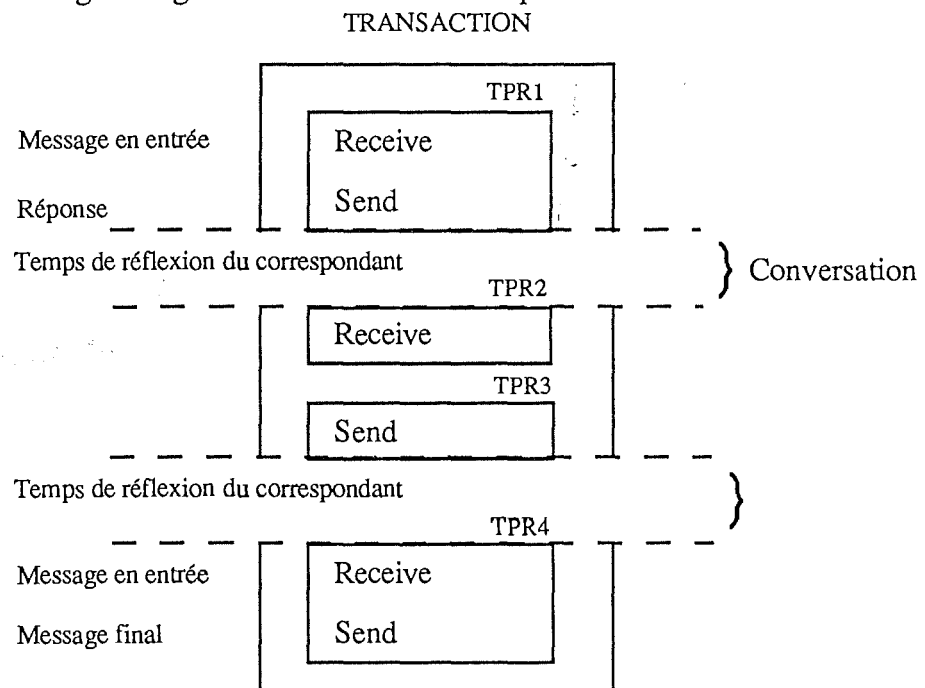 TRANSACTION
TPR1
Message en entrée
Receive
Réponse
Send
Temps de réflexion du correspondant
Conversation
TPR2
Receive
TPR3
Send
Temps de réflexion du correspondant
TPR4
Message en entrée
Receive
Message final
Send